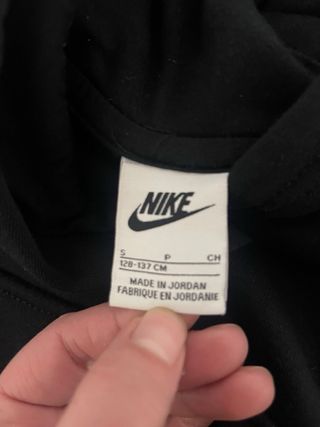 NIKE
S P CH
128-137 CM
MADE IN JORDAN
FABRIQUE EN JORDANIE